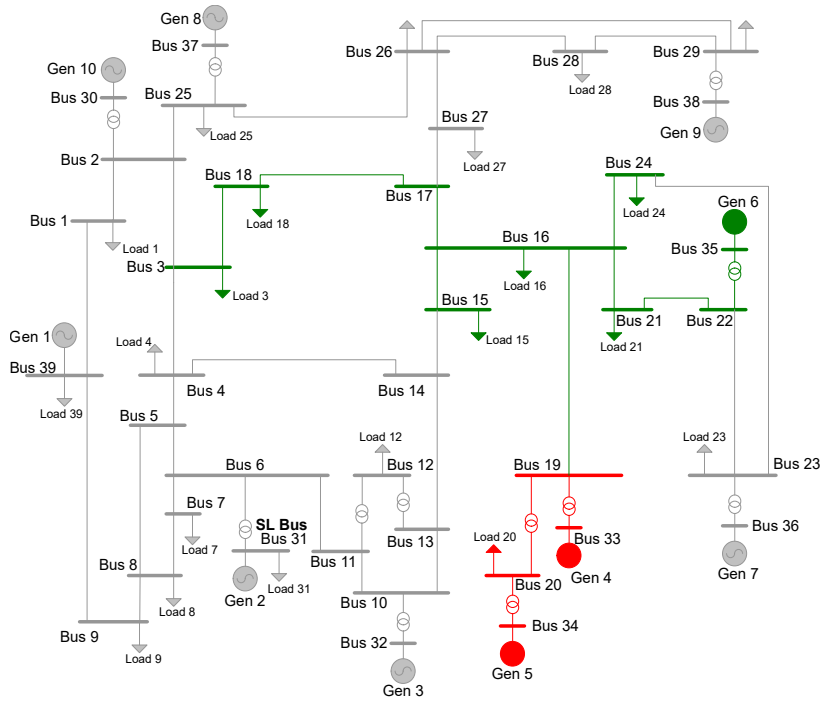 Gen 8
Bus 37
Bus 26
Bus 28
Load 28
Bus 29
Gen 10
Bus 30
Bus 25
Load 25
Bus 38
Gen 9
Bus 27
Load 27
Bus 2
Bus 18
Load 18
Bus 17
Bus 24
Load 24
Gen 6
Bus 35
Bus 1
Load 1
Bus 3
Load 3
Bus 16
Load 16
Bus 15
Load 15
Bus 21
Load 21
Bus 22
Gen 1
Bus 39
Load 39
Load 4
Bus 4
Bus 14
Bus 5
Bus 6
Load 12
Bus 12
Bus 19
Load 23
Bus 23
Bus 7
Load 7
SL Bus
Bus 31
Load 31
Gen 2
Bus 11
Bus 13
Load 20
Bus 20
Bus 33
Gen 4
Bus 36
Gen 7
Bus 8
Load 8
Bus 10
Bus 9
Load 9
Bus 32
Gen 3
Bus 34
Gen 5